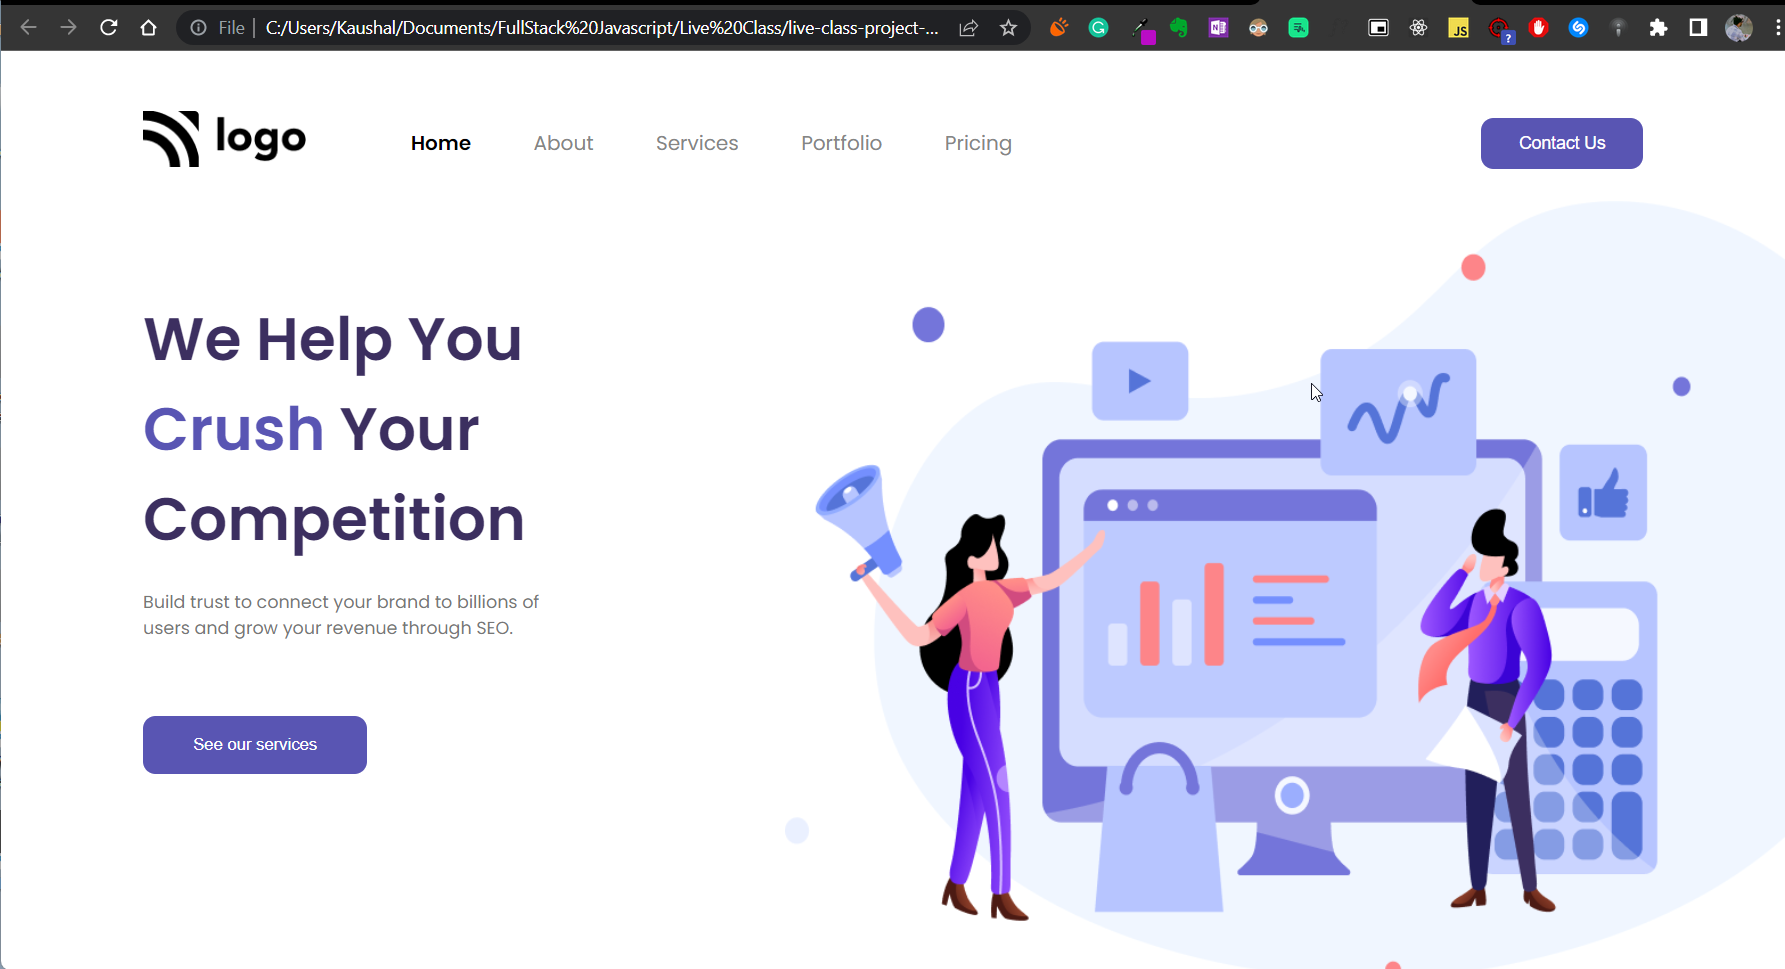 File
C:/Users/Kaushal/Documents/FullStack%20Javascript/Live%20Class/live-class-project-...
JS
?
logo
Home
About
Services
Portfolio
Pricing
Contact Us
We Help You
Crush Your
Competition
Build trust to connect your brand to billions of
users and grow your revenue through SEO.
See our services